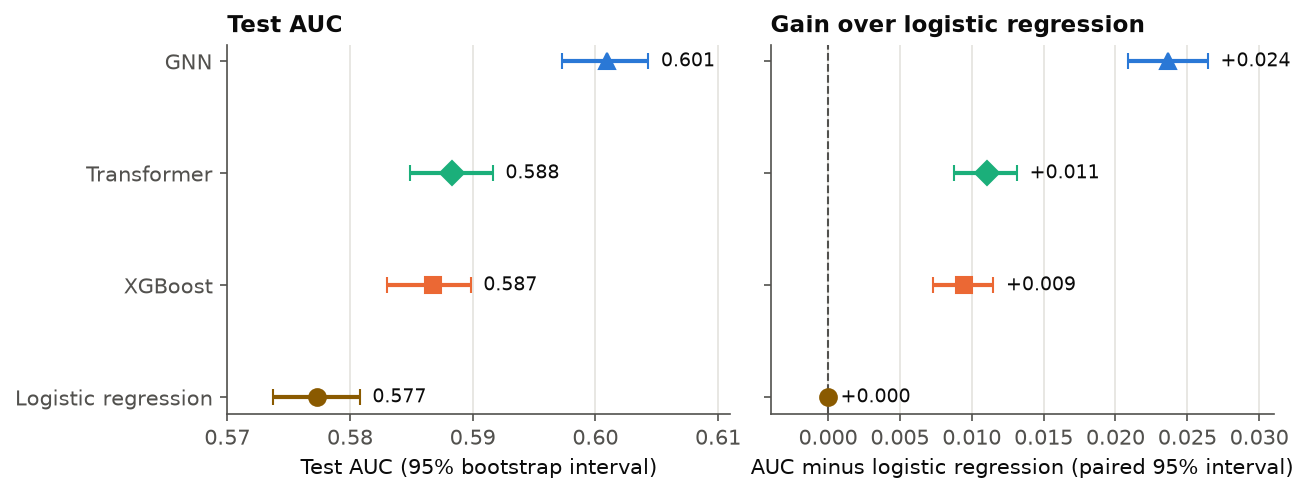 Test AUC
GNN
0.601
Transformer
0.588
XGBoost
0.587
Logistic regression
0.577
0.57 0.58 0.59 0.60 0.61
Test AUC (95% bootstrap interval)
Gain over logistic regression
+0.024
+0.011
+0.009
+0.000
0.000 0.005 0.010 0.015 0.020 0.025 0.030
AUC minus logistic regression (paired 95% interval)